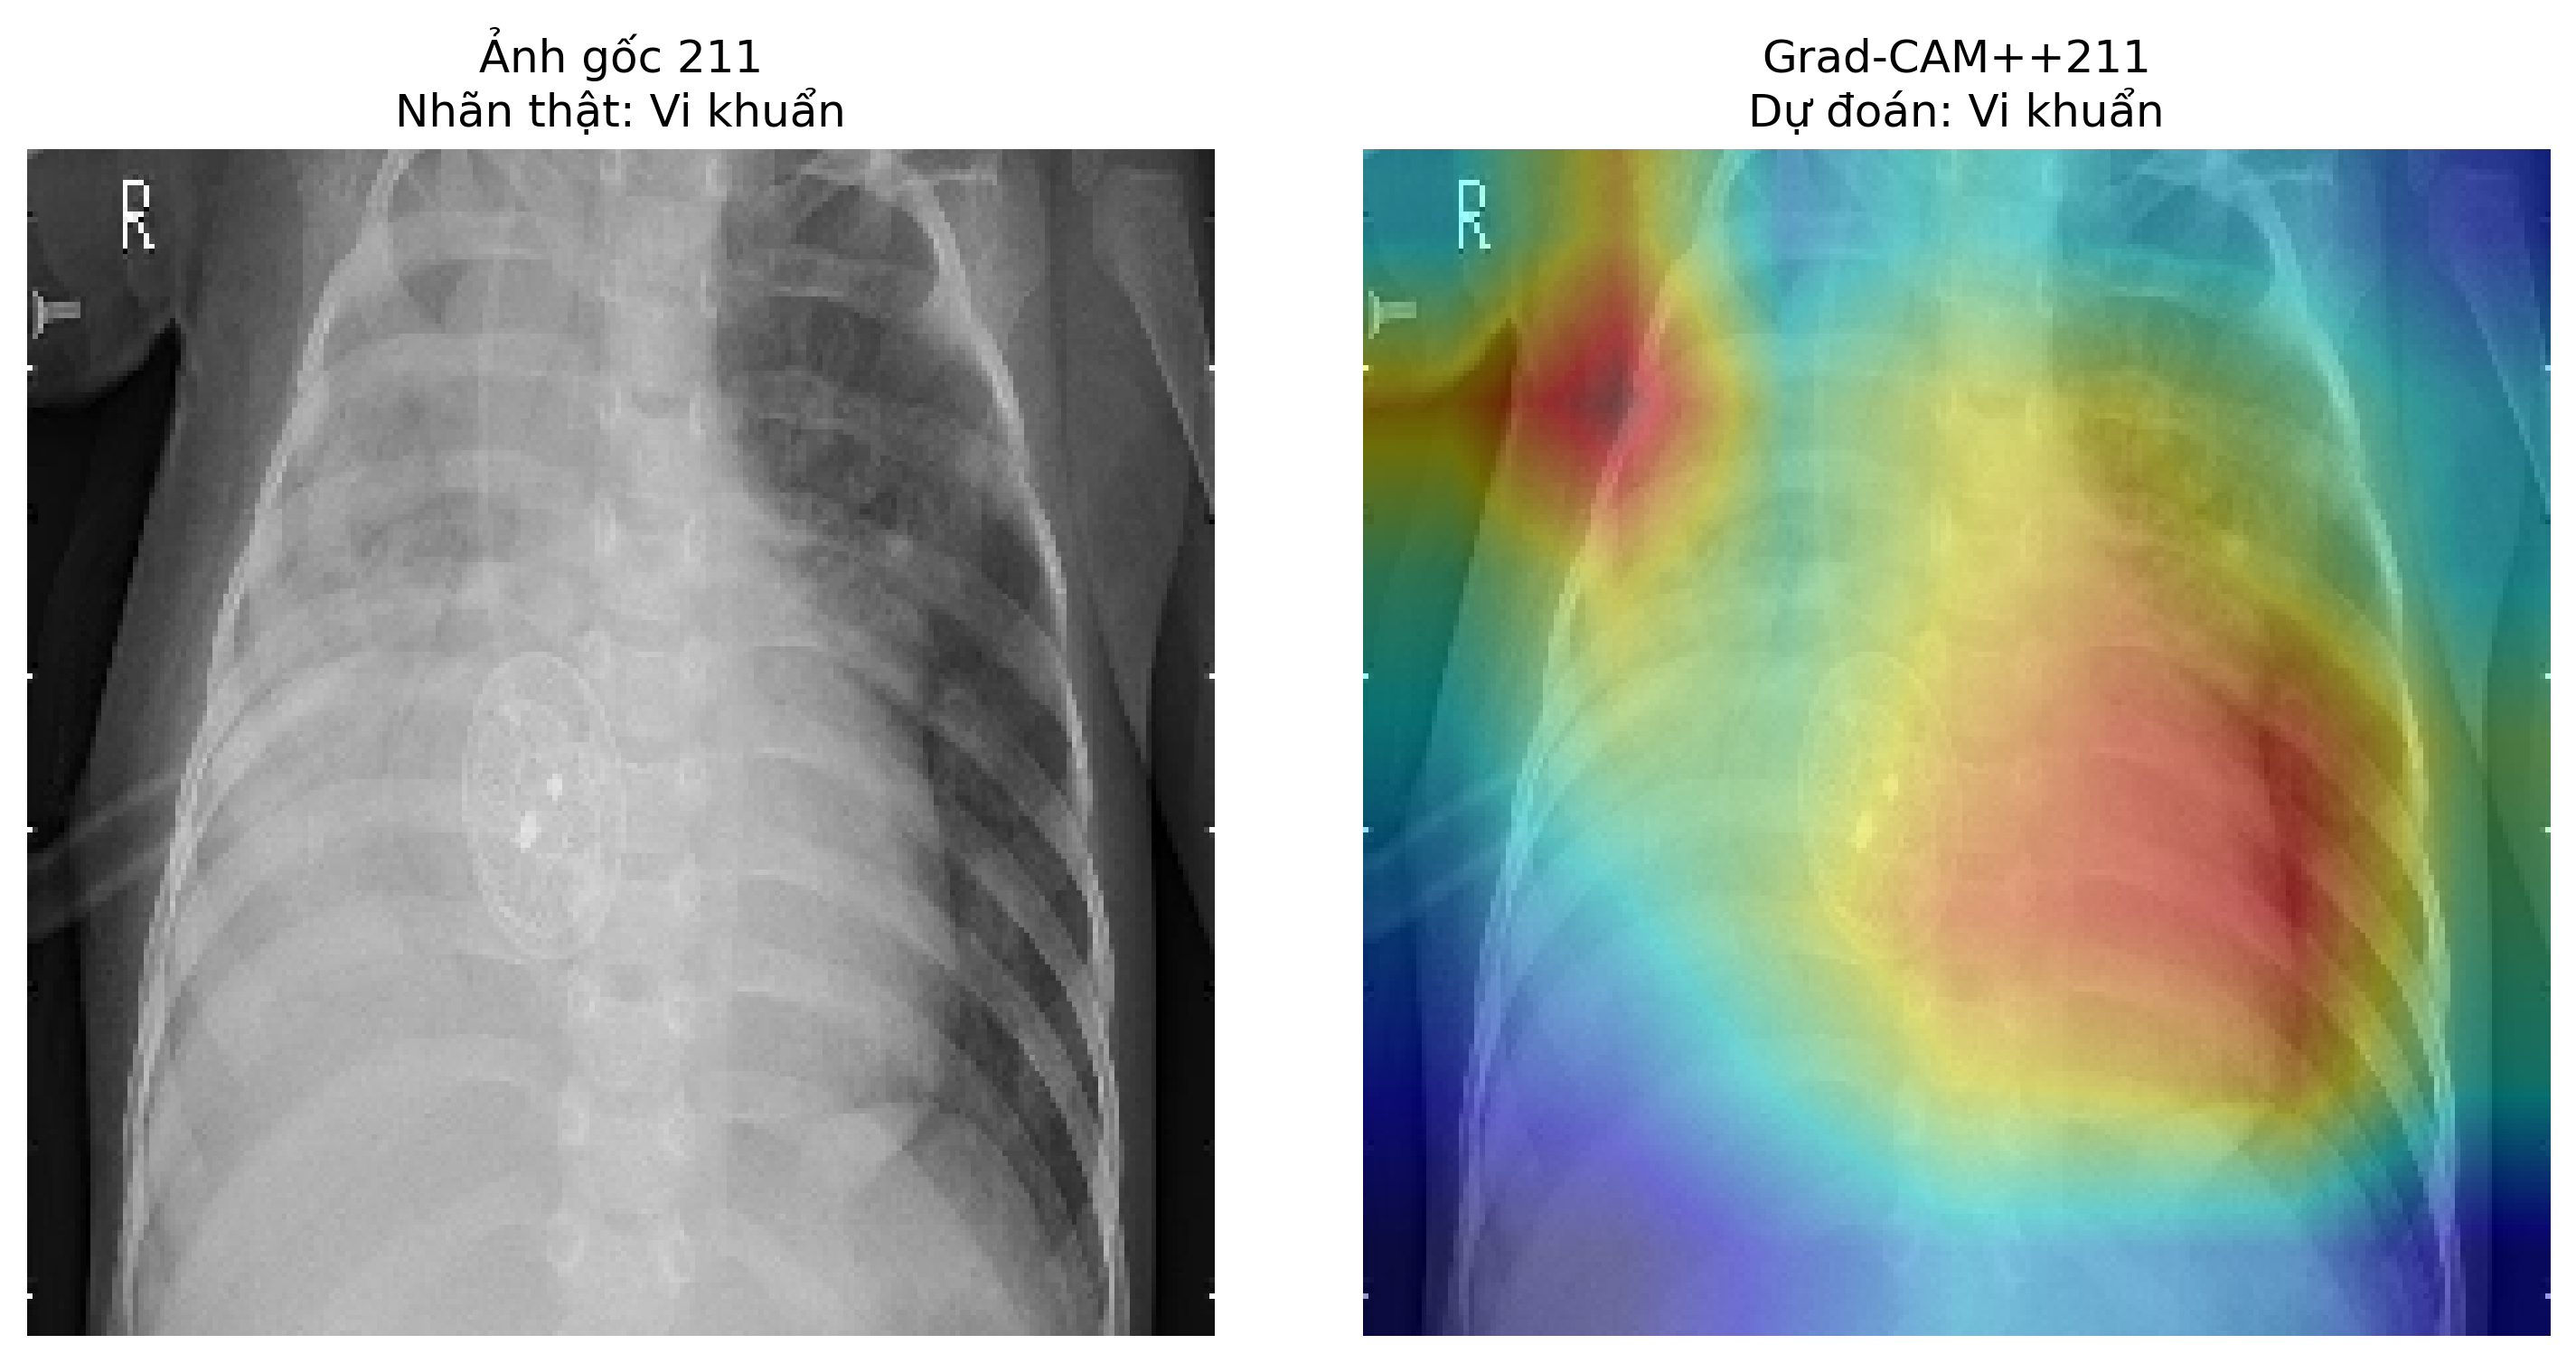 Ảnh gốc 211
Nhãn thật: Vi khuẩn
Grad-CAM++211
Dự đoán: Vi khuẩn
R
R